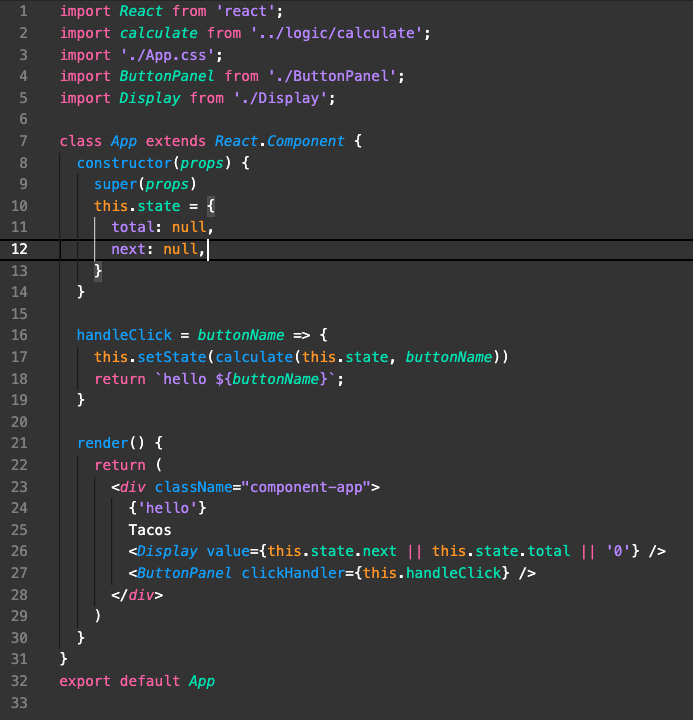 1 import React from 'react';
2 import calculate from '../logic/calculate';
3 import './App.css';
4 import ButtonPanel from './ButtonPanel';
5 import Display from './Display';
6
7 class App extends React.Component {
8   constructor(props) {
9     super(props)
10     this.state = {
11       total: null,
12       next: null,
13     }
14   }
15
16   handleClick = buttonName => {
17     this.setState(calculate(this.state, buttonName))
18     return `hello ${buttonName}`;
19   }
20
21   render() {
22     return (
23       <div className="component-app">
24         {'hello'}
25         Tacos
26         <Display value={this.state.next || this.state.total || '0'} />
27         <ButtonPanel clickHandler={this.handleClick} />
28       </div>
29     )
30   }
31 }
32 export default App
33